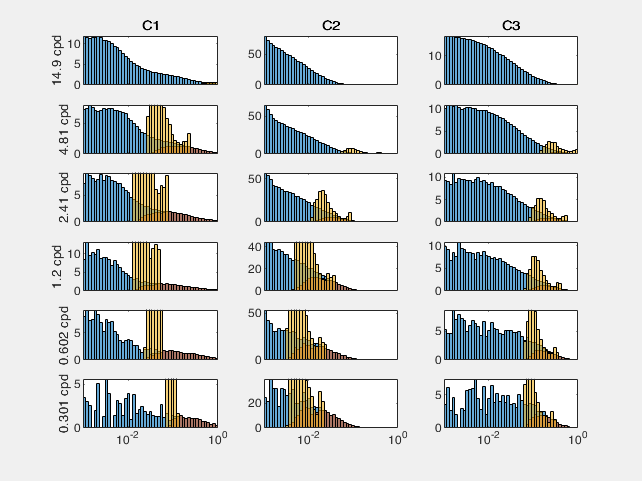 C1 C2 C3
14.9 cpd 10 5 0 50 0 10 0
4.81 cpd 5 0 50 0 10 5 0
2.41 cpd 5 0 50 0 10 5 0
1.2 cpd 10 5 0 40 20 0 10 5 0
0.602 cpd 5 0 50 0 5 0
0.301 cpd 5 0 20 0 5 0
10^-2 10^0 10^-2 10^0 10^-2 10^0